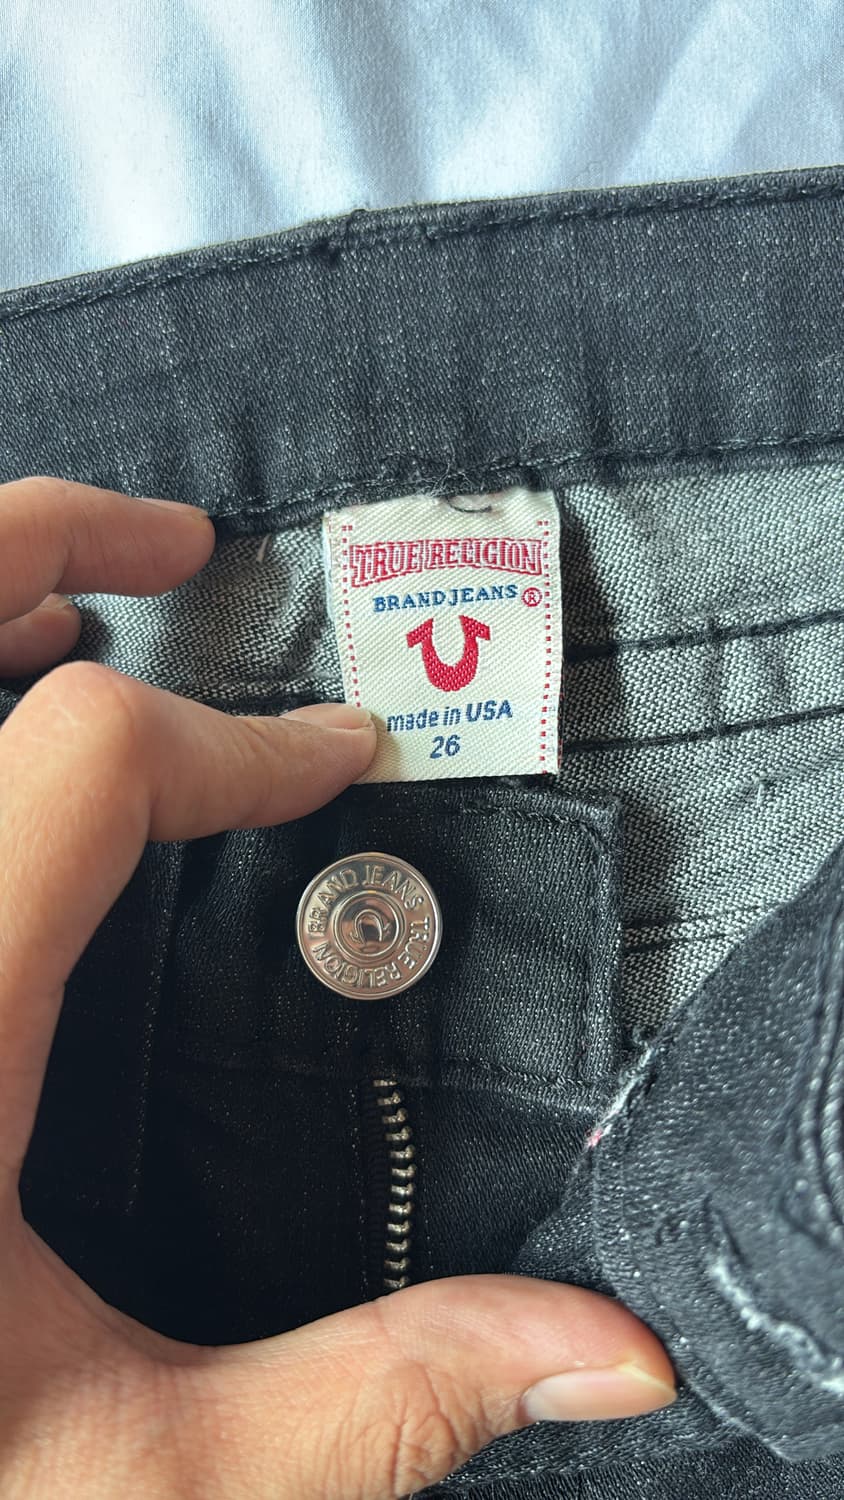 TRUE RELIGION
BRAND JEANS ®
made in USA
26
BRAND JEANS TRUE RELIGION